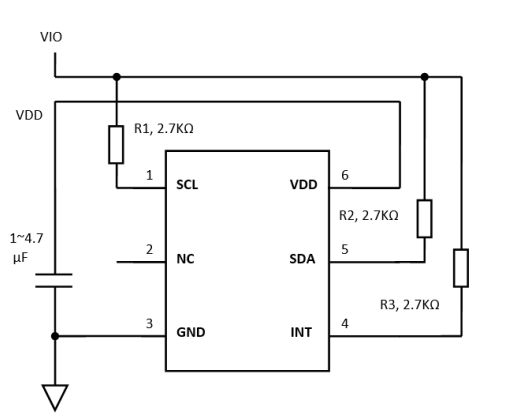 VIO
VDD
R1, 2.7KΩ
1
SCL
VDD
6
R2, 2.7KΩ
1~4.7
µF
2
NC
SDA
5
R3, 2.7KΩ
3
GND
INT
4